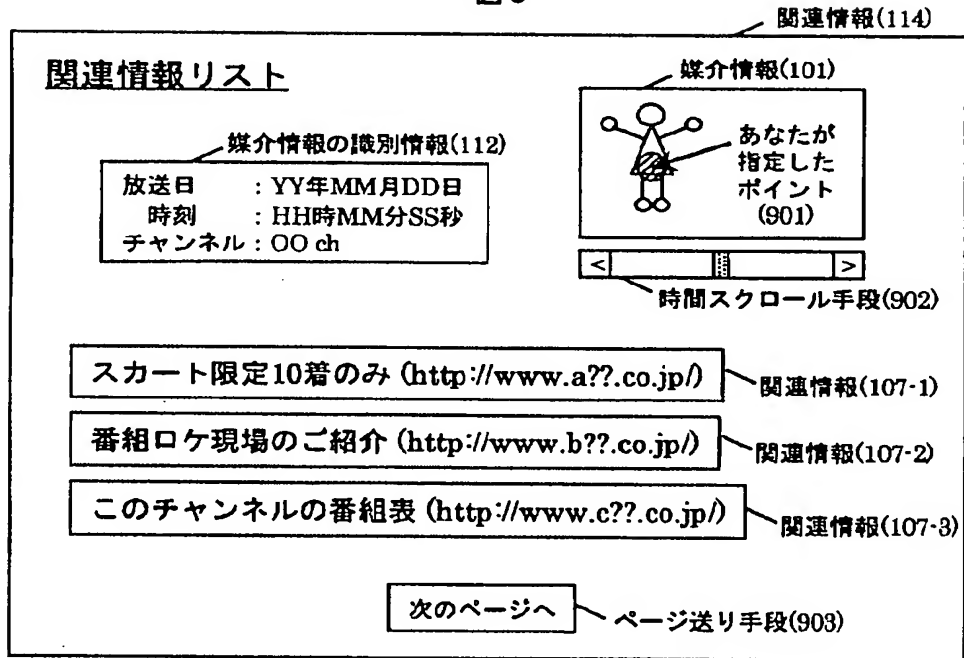 関連情報(114)
関連情報リスト
媒介情報(101)
媒介情報の識別情報(112)
放送日 : YY年MM月DD日
時刻 : HH時MM分SS秒
チャンネル : OO ch
あなたが
指定した
ポイント
(901)
<
>
時間スクロール手段(902)
スカート限定10着のみ (http://www.a??.co.jp/)
関連情報(107-1)
番組ロケ現場のご紹介 (http://www.b??.co.jp/)
関連情報(107-2)
このチャンネルの番組表 (http://www.c??.co.jp/)
関連情報(107-3)
次のページへ
ページ送り手段(903)